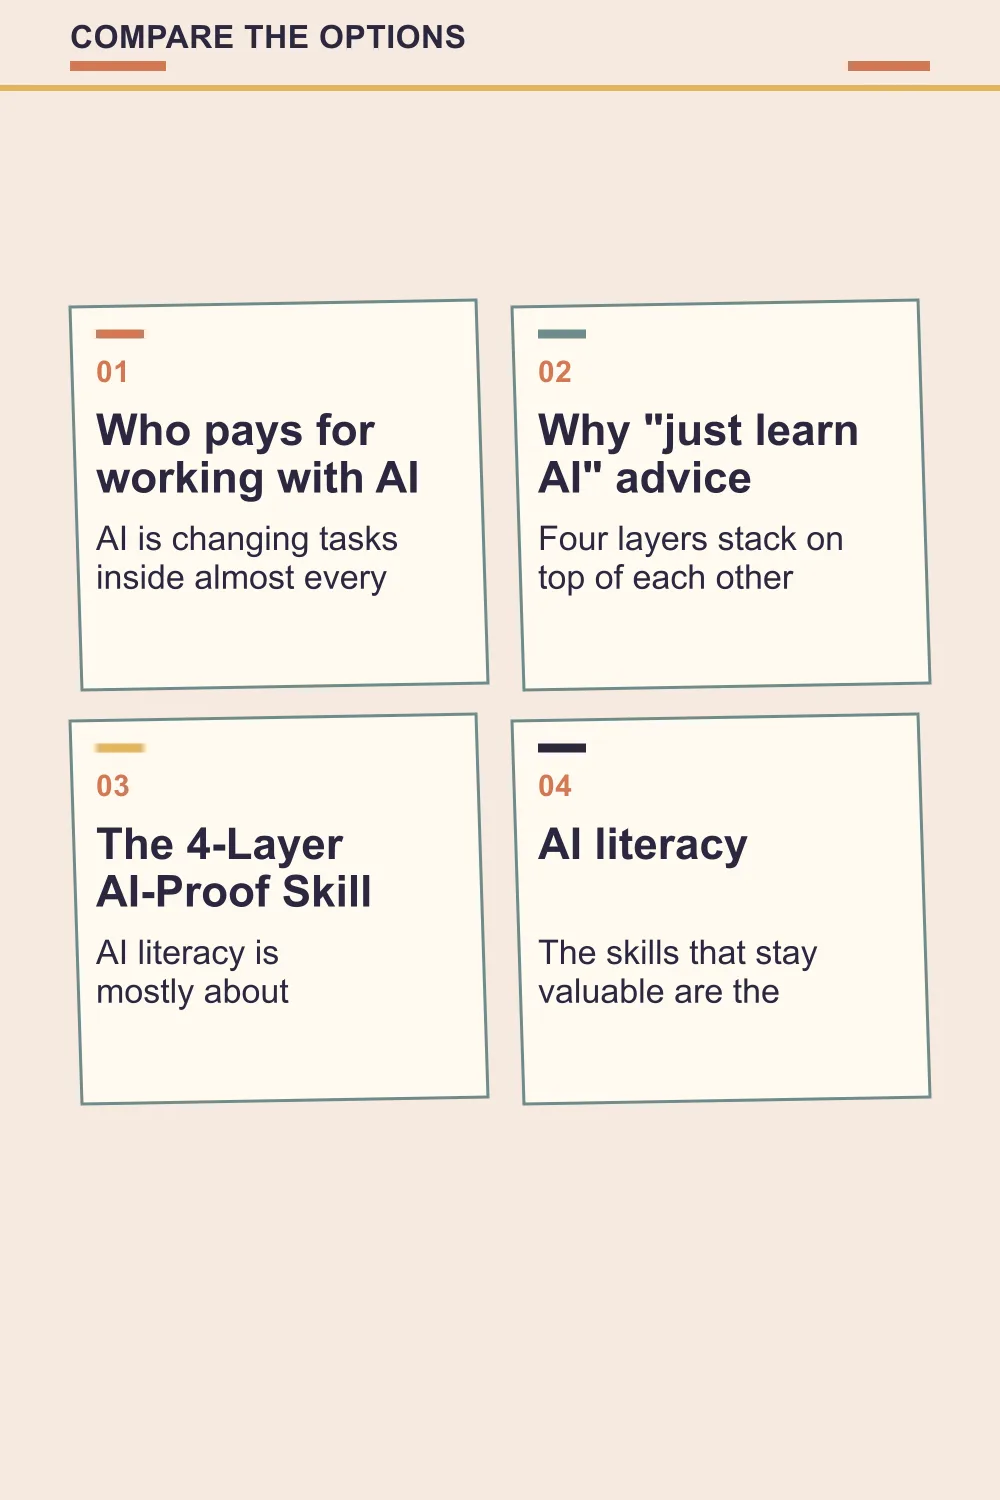 COMPARE THE OPTIONS
01
Who pays for
working with AI
AI is changing tasks
inside almost every
02
Why "just learn
AI" advice
Four layers stack on
top of each other
03
The 4-Layer
AI-Proof Skill
AI literacy is
mostly about
04
AI literacy
The skills that stay
valuable are the